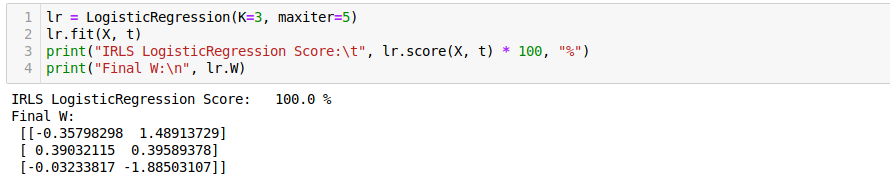 1 lr = LogisticRegression(K=3, maxiter=5)
2 lr.fit(X, t)
3 print("IRLS LogisticRegression Score:\t", lr.score(X, t) * 100, "%")
4 print("Final W:\n", lr.W)
IRLS LogisticRegression Score:   100.0 %
Final W:
 [[-0.35798298  1.48913729]
 [ 0.39032115  0.39589378]
 [-0.03233817 -1.88503107]]